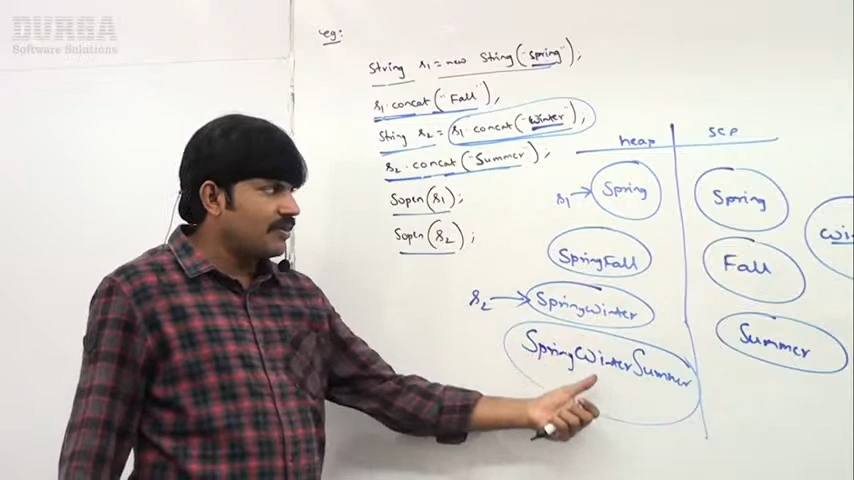 DURGA
Software Solutions
eg:
String s1 = new String("spring");
s1.concat("Fall");
String s2 = s1.concat("winter");
s2.concat("Summer");
Sopln(s1);
Sopln(s2);
heap SCP
s1 → Spring Spring
SpringFall Fall
s2 → Springwinter Summer
SpringWinterSummer